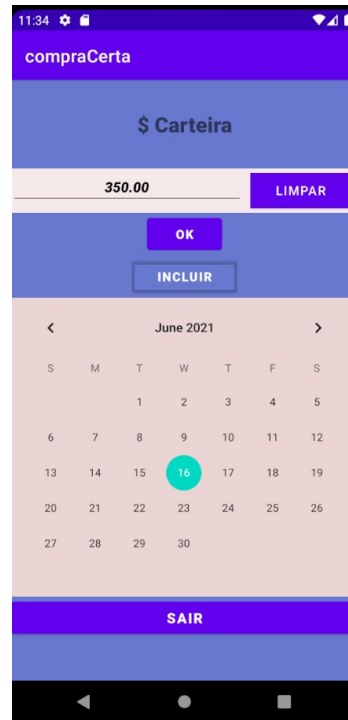 11:34
compraCerta
$ Carteira
350.00 LIMPAR
OK
INCLUIR
June 2021
S M T W T F S
1 2 3 4 5
6 7 8 9 10 11 12
13 14 15 16 17 18 19
20 21 22 23 24 25 26
27 28 29 30
SAIR